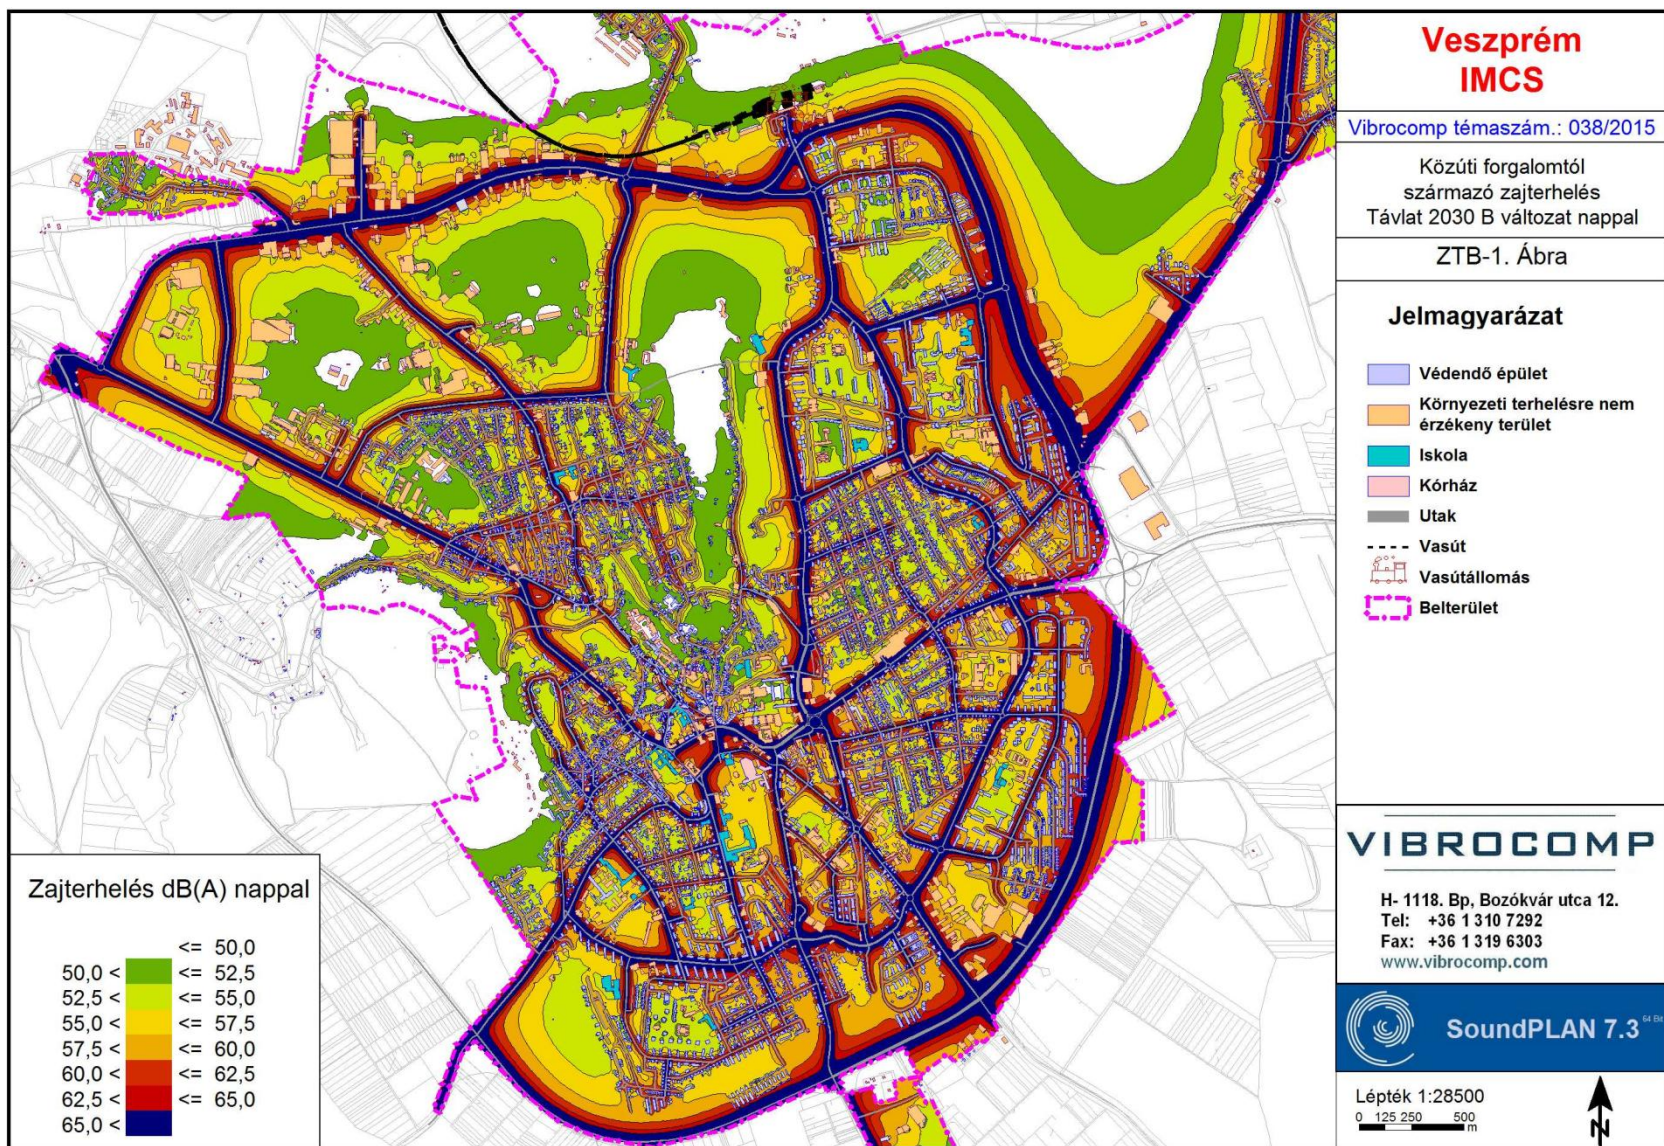 Veszprém
IMCS
Vibrocomp témaszám.: 038/2015
Közúti forgalomtól
származó zajterhelés
Távlat 2030 B változat nappal
ZTB-1. Ábra
Jelmagyarázat
Védendő épület
Környezeti terhelésre nem
érzékeny terület
Iskola
Kórház
Utak
Vasút
Vasútállomás
Belterület
VIBROCOMP
H- 1118. Bp, Bozókvár utca 12.
Tel: +36 1 310 7292
Fax: +36 1 319 6303
www.vibrocomp.com
SoundPLAN 7.3 64 Bit
Lépték 1:28500
0 125 250 500
m
N
Zajterhelés dB(A) nappal
<= 50,0
50,0 < <= 52,5
52,5 < <= 55,0
55,0 < <= 57,5
57,5 < <= 60,0
60,0 < <= 62,5
62,5 < <= 65,0
65,0 <